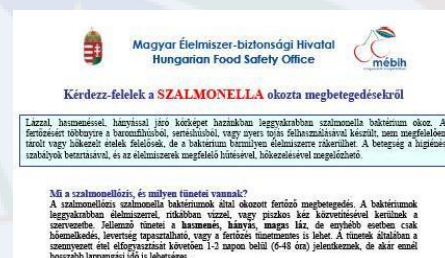 Magyar Élelmiszer-biztonsági Hivatal
Hungarian Food Safety Office
mébih
Kérdezz-felelek a SZALMONELLA okozta megbetegedésekről
Lázzal, hasmenéssel, hányással járó kórképet hazánkban leggyakrabban szalmonella baktérium okoz. A
fertőzésért többnyire a baromfihúsból, sertéshúsból, vagy nyers tojás felhasználásával készült, nem megfelelően
tárolt vagy hőkezelt ételek felelősek, de a baktérium bármilyen élelmiszerre rákerülhet. A betegség a higiénés
szabályok betartásával, és az élelmiszerek megfelelő hűtésével, hőkezelésével megelőzhető.
Mi a szalmonellózis, és milyen tünetei vannak?
A szalmonellózis szalmonella baktériumok által okozott fertőző megbetegedés. A baktériumok
leggyakrabban élelmiszerrel, ritkábban vízzel, vagy piszkos kéz közvetítésével kerülnek a
szervezetbe. Jellemző tünetei a hasmenés, hányás, magas láz, de enyhébb esetben csak
hőemelkedés, levertség tapasztalható, vagy a fertőzés tünetmentes is lehet. A tünetek általában a
szennyezett étel elfogyasztását követően 1-2 napon belül (6-48 óra) jelentkeznek, de akár ennél
hosszabb lappangási idő is lehetséges.